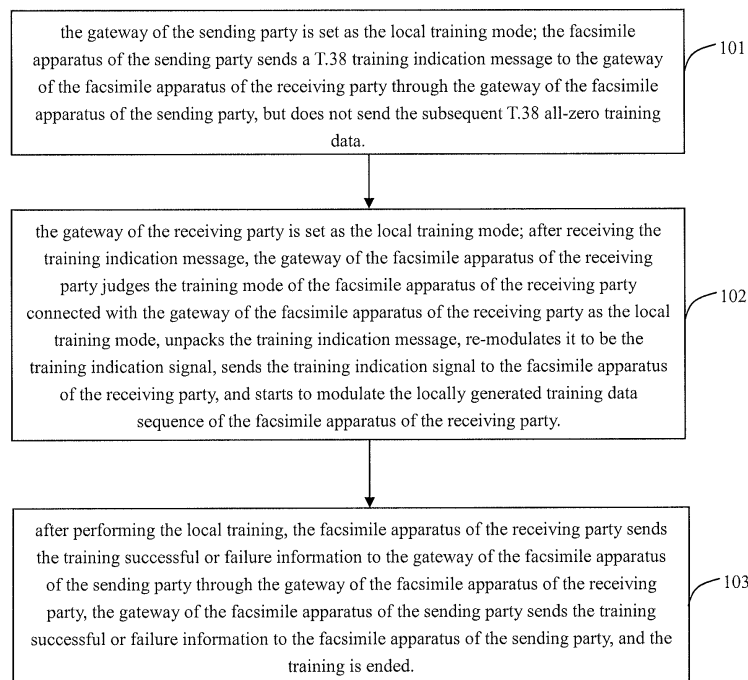 the gateway of the sending party is set as the local training mode; the facsimile
apparatus of the sending party sends a T.38 training indication message to the gateway
of the facsimile apparatus of the receiving party through the gateway of the facsimile
apparatus of the sending party, but does not send the subsequent T.38 all-zero training
data.
101
the gateway of the receiving party is set as the local training mode; after receiving the
training indication message, the gateway of the facsimile apparatus of the receiving
party judges the training mode of the facsimile apparatus of the receiving party
connected with the gateway of the facsimile apparatus of the receiving party as the local
training mode, unpacks the training indication message, re-modulates it to be the
training indication signal, sends the training indication signal to the facsimile apparatus
of the receiving party, and starts to modulate the locally generated training data
sequence of the facsimile apparatus of the receiving party.
102
after performing the local training, the facsimile apparatus of the receiving party sends
the training successful or failure information to the gateway of the facsimile apparatus
of the sending party through the gateway of the facsimile apparatus of the receiving
party, the gateway of the facsimile apparatus of the sending party sends the training
successful or failure information to the facsimile apparatus of the sending party, and the
training is ended.
103